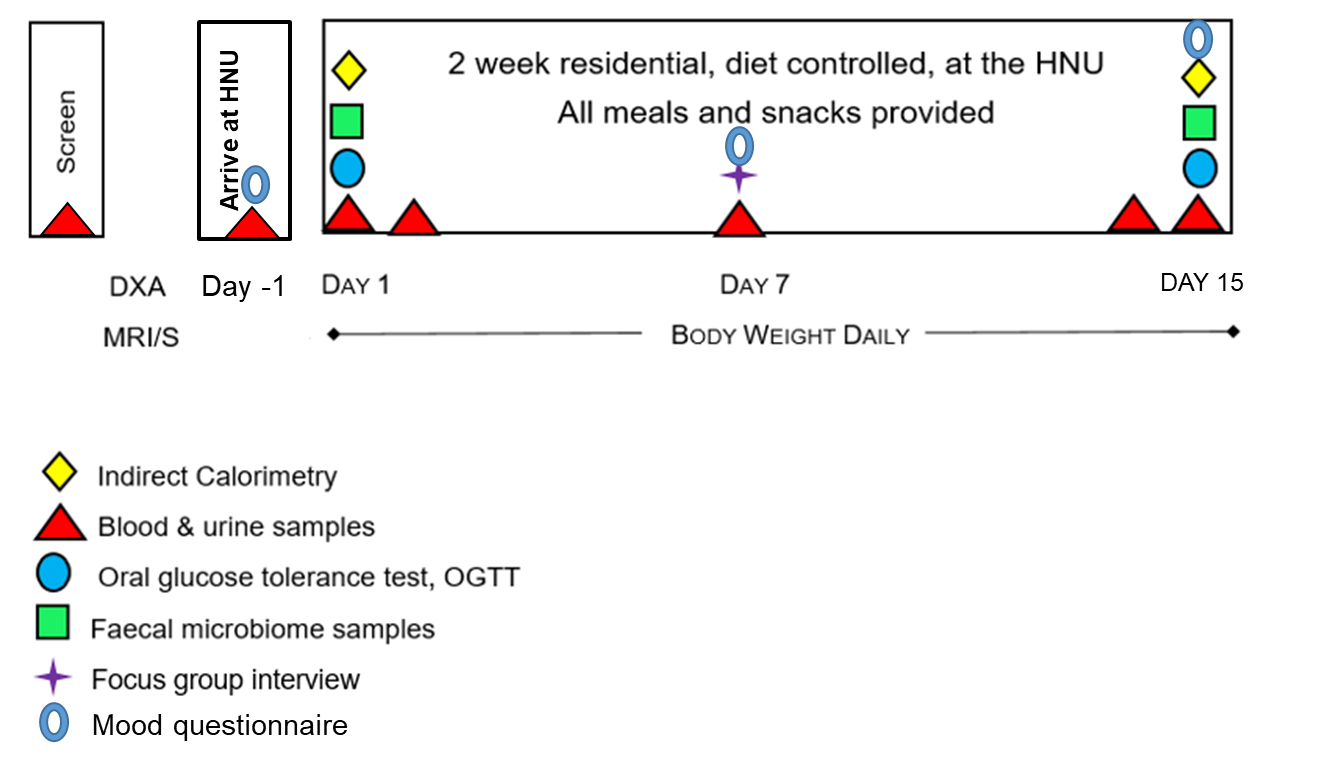 Screen
Arrive at HNU
2 week residential, diet controlled, at the HNU
All meals and snacks provided
DXA
Day -1
DAY 1
DAY 7
DAY 15
MRI/S
BODY WEIGHT DAILY
Indirect Calorimetry
Blood & urine samples
Oral glucose tolerance test, OGTT
Faecal microbiome samples
Focus group interview
Mood questionnaire